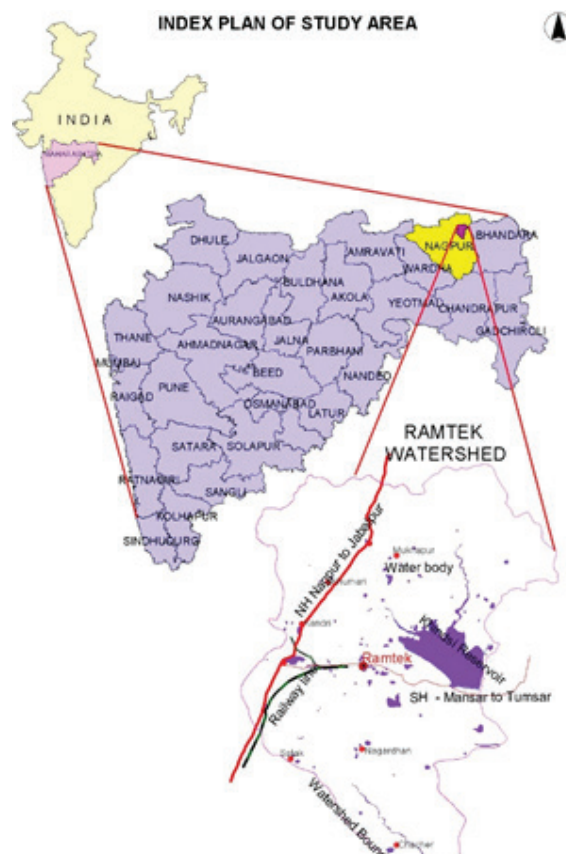 INDEX PLAN OF STUDY AREA
INDIA
DHULE
JALGAON
BULDHANA
AMRAVATI
NAGPUR
BHANDARA
WARDHA
NASHIK
AKOLA
YEOTMAL
CHANDRAPUR
AURANGABAD
GADCHIROLI
THANE
AHMADNAGAR
JALNA
PARBHANI
MUMBAI
BEED
NANDED
RAIGAD
PUNE
OSMANABAD
LATUR
SATARA
SOLAPUR
RAMTEK
WATERSHED
RATNAGIRI
SANGLI
KOLHAPUR
SINDHUDURG
NH Nagpur to Jabalpur
Water body
Ramtek
Reservoir
SH - Mansar to Tumsar
Railway line
Nagardhan
Watershed Boun